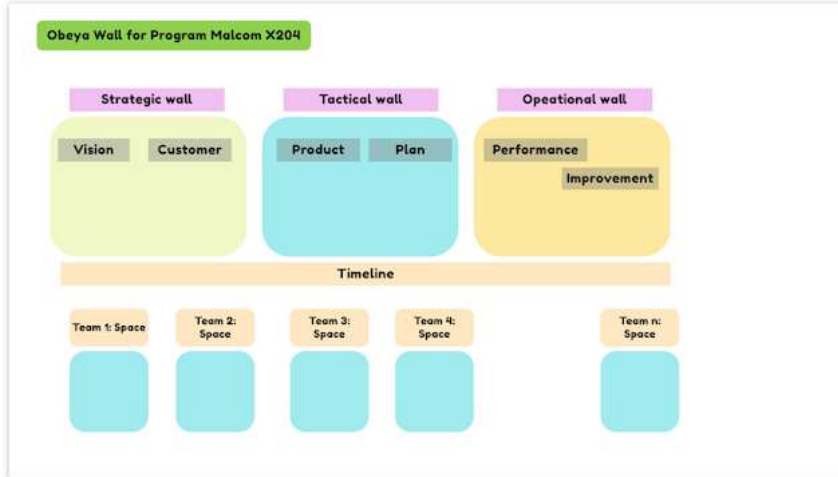 Obeya Wall for Program Malcom X204
Strategic wall
Tactical wall
Opeational wall
Vision
Customer
Product
Plan
Performance
Improvement
Timeline
Team 1: Space
Team 2:
Space
Team 3:
Space
Team 4:
Space
Team n:
Space